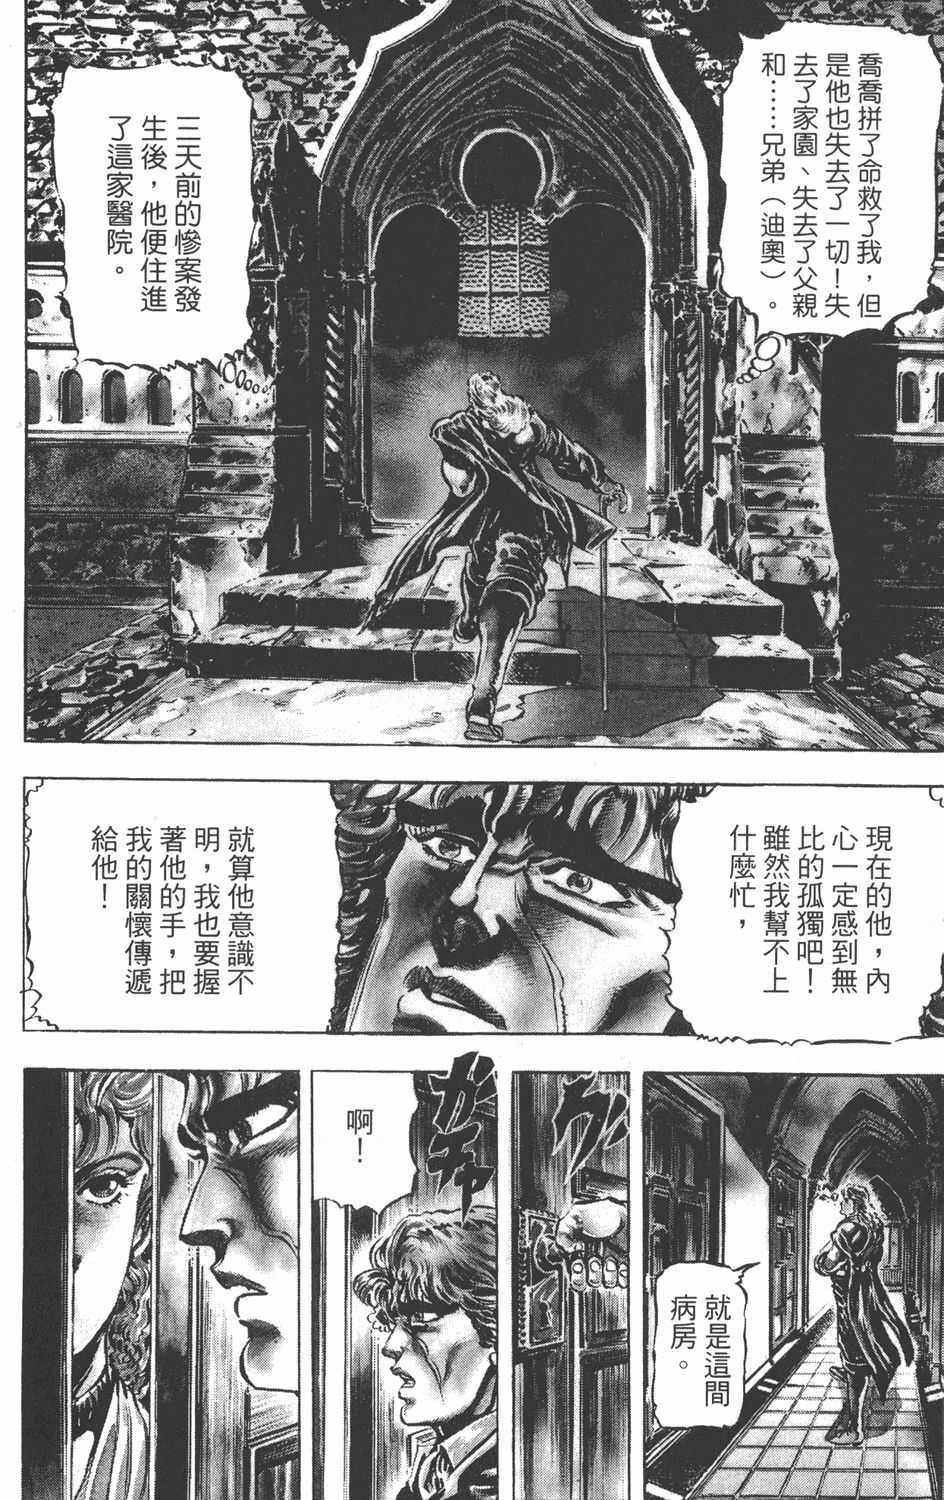 喬喬拼了命救了我，但
是他也失去了一切！失
去了家園、失去了父親
和……兄弟（迪奧）。
三天前的慘案發
生後，他便住進
了這家醫院。
現在的他，內
心一定感到無
比的孤獨吧！
雖然我幫不上
什麼忙，
就算他意識不
明，我也要握
著他的手，把
我的關懷傳遞
給他！
就是這間
病房。
グッ
ガチャ
啊！